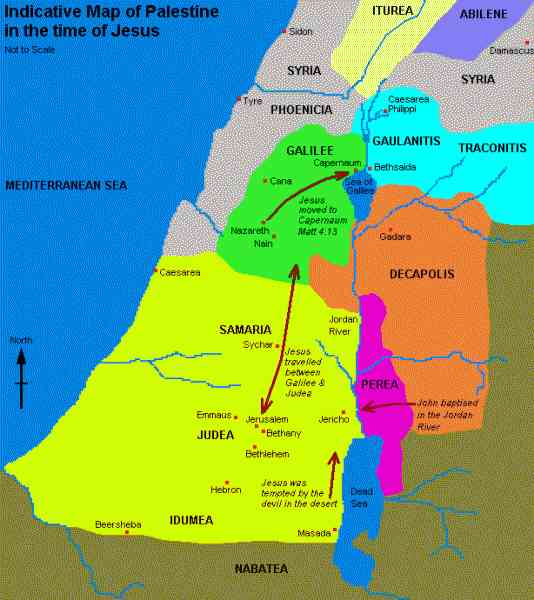 Indicative Map of Palestine
in the time of Jesus
Not to Scale
ITUREA
ABILENE
Sidon
Damascus
SYRIA
SYRIA
Tyre
PHOENICIA
Caesarea
Philippi
GAULANITIS
TRACONITIS
GALILEE
Capernaum
Bethsaida
MEDITERRANEAN SEA
Cana
Sea of
Galilee
Jesus
moved to
Capernaum
Matt 4:13
Nazareth
Nain
Gadara
Caesarea
DECAPOLIS
North
SAMARIA
Jordan
River
Sychar
Jesus
travelled
between
Galilee &
Judea
PEREA
John baptised
in the Jordan
River
Emmaus
Jerusalem
Jericho
JUDEA
Bethany
Bethlehem
Hebron
Jesus was
tempted by the
devil in the desert
Dead
Sea
Beersheba
IDUMEA
Masada
NABATEA